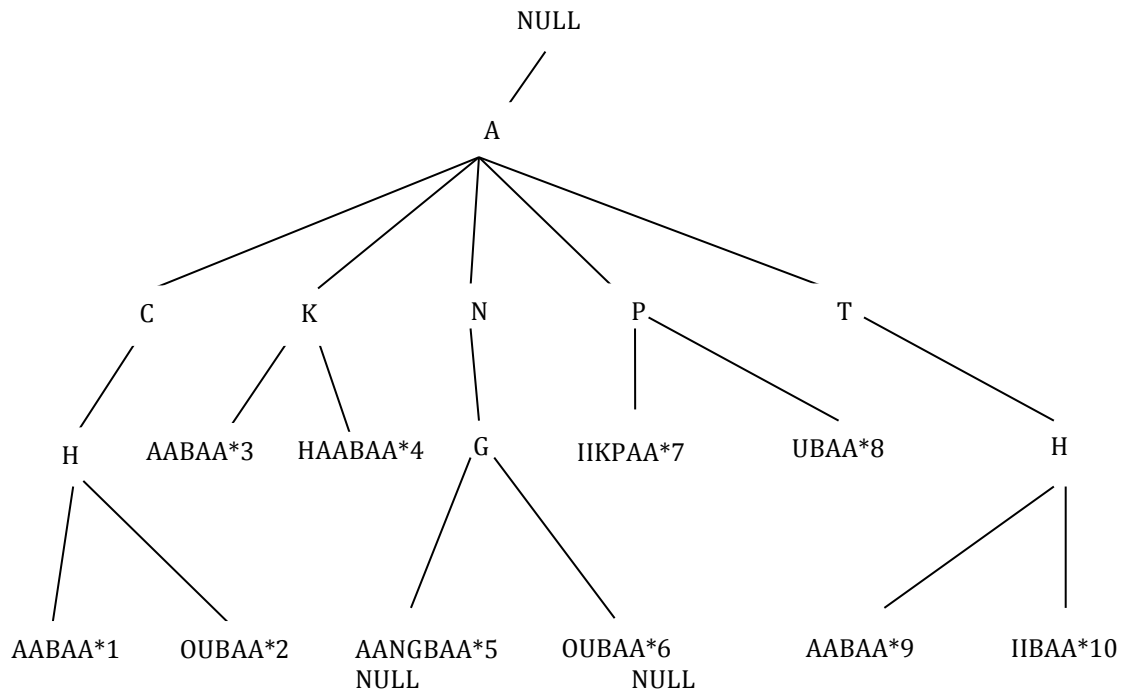 NULL
A
C K N P T
H AABAA*3 HAABAA*4 G IIKPAA*7 UBAA*8 H
AABAA*1 OUBAA*2 AANGBAA*5 OUBAA*6 AABAA*9 IIBAA*10
NULL NULL